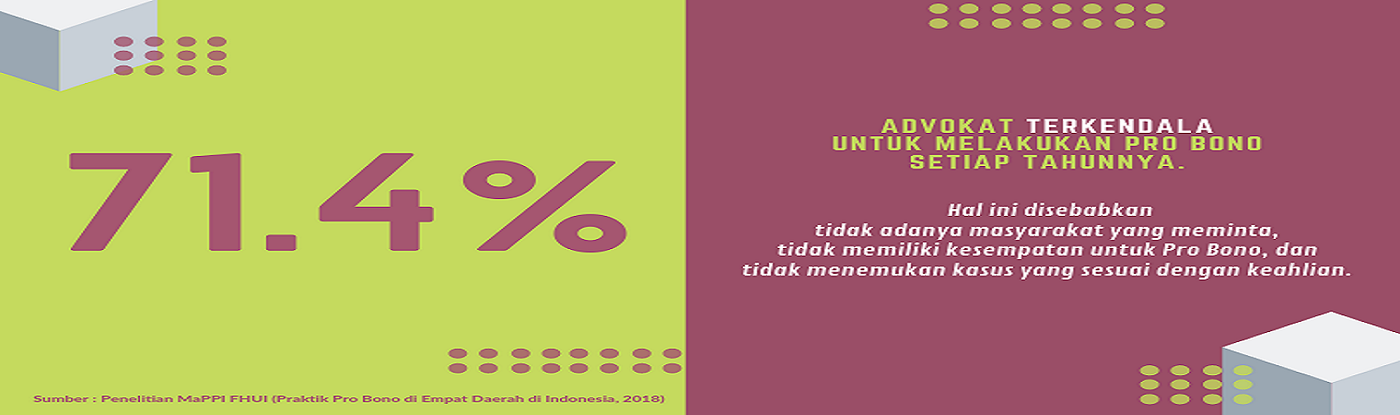 71.4%
Sumber : Penelitian MaPPI FHUI (Praktik Pro Bono di Empat Daerah di Indonesia, 2018)
ADVOKAT TERKENDALA
UNTUK MELAKUKAN PRO BONO
SETIAP TAHUNNYA.
Hal ini disebabkan
tidak adanya masyarakat yang meminta,
tidak memiliki kesempatan untuk Pro Bono, dan
tidak menemukan kasus yang sesuai dengan keahlian.